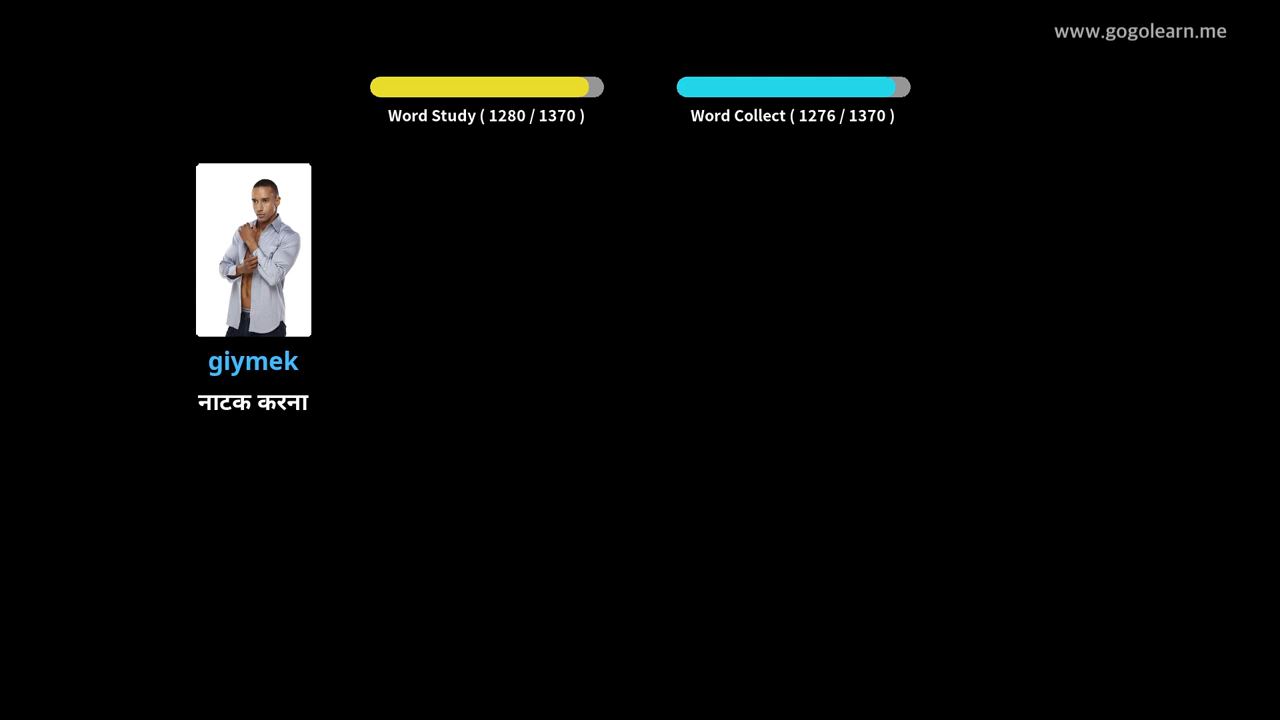 www.gogolearn.me
Word Study ( 1280 / 1370 )
Word Collect ( 1276 / 1370 )
giymek
नाटक करना